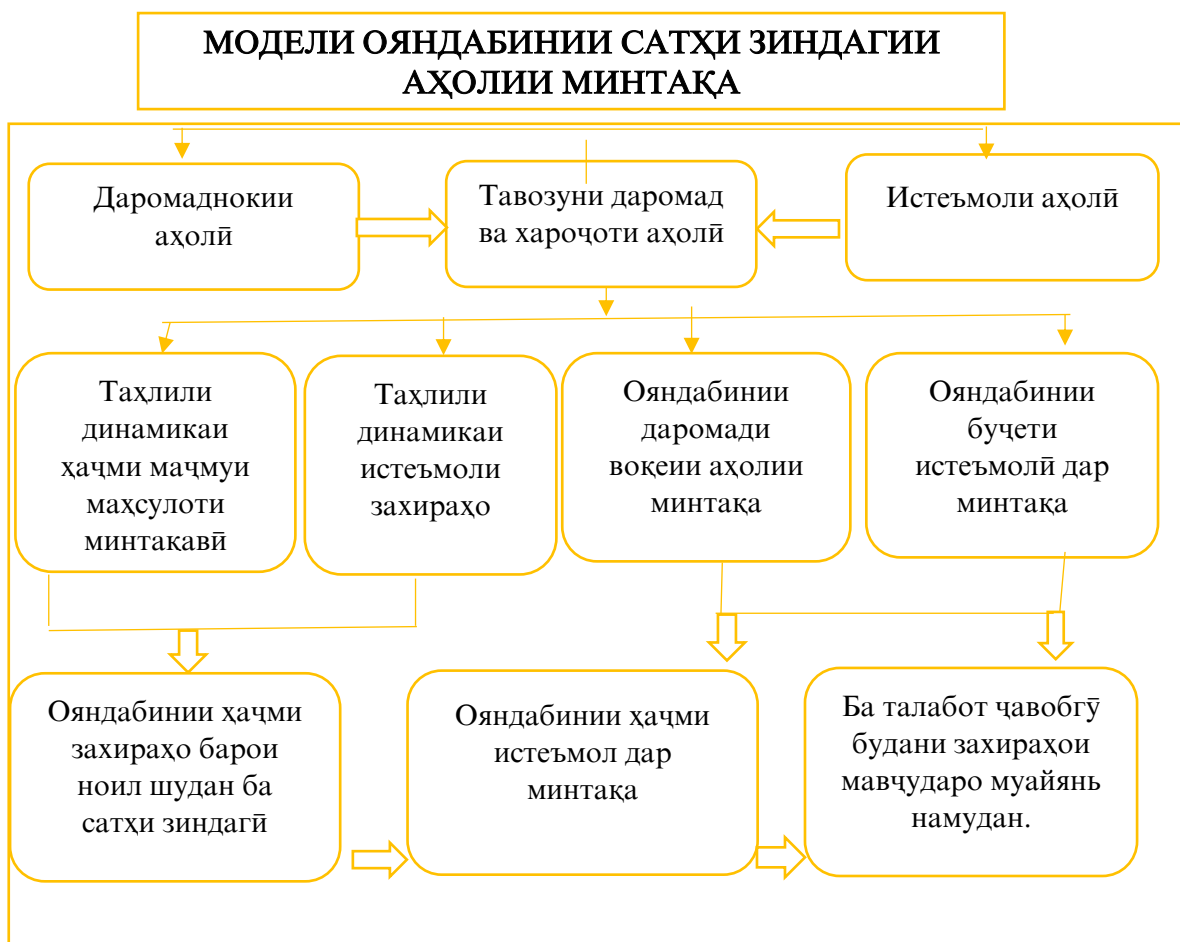 МОДЕЛИ ОЯНДАБИНИИ САТҲИ ЗИНДАГИИ
АҲОЛИИ МИНТАҚА
Даромаднокии
аҳолӣ
Тавозуни даромад
ва хароҷоти аҳолӣ
Истеъмоли аҳолӣ
Таҳлили
динамикаи
ҳаҷми маҷмуи
маҳсулоти
минтақавӣ
Таҳлили
динамикаи
истеъмоли
захираҳо
Ояндабинии
даромади
воқеии аҳолии
минтақа
Ояндабинии
буҷети
истеъмолӣ дар
минтақа
Ояндабинии ҳаҷми
захираҳо барои
ноил шудан ба
сатҳи зиндагӣ
Ояндабинии ҳаҷми
истеъмол дар
минтақа
Ба талабот ҷавобгӯ
будани захираҳои
мавҷударо муайянь
намудан.